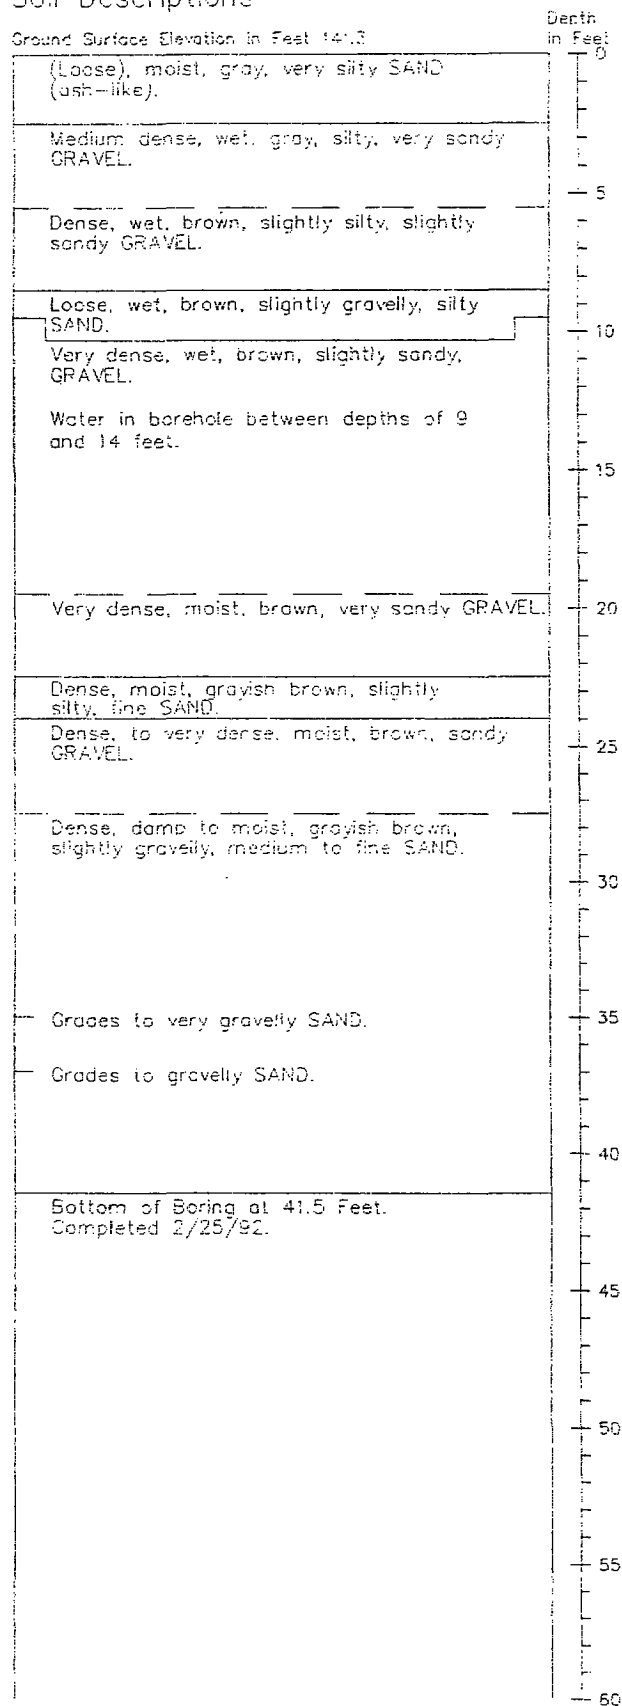 Soil Descriptions
Depth
in Feet
Ground Surface Elevation in Feet 141.3
0
(Loose), moist, gray, very silty SAND
(ash-like).
Medium dense, wet, gray, silty, very sandy
GRAVEL.
5
Dense, wet, brown, slightly silty, slightly
sandy GRAVEL.
Loose, wet, brown, slightly gravelly, silty
SAND.
10
Very dense, wet, brown, slightly sandy,
GRAVEL.
Water in borehole between depths of 9
and 14 feet.
15
Very dense, moist, brown, very sandy GRAVEL.
20
Dense, moist, grayish brown, slightly
silty, fine SAND.
Dense, to very dense, moist, brown, sandy
GRAVEL.
25
Dense, damp to moist, grayish brown,
slightly gravelly, medium to fine SAND.
30
Grades to very gravelly SAND.
35
Grades to gravelly SAND.
40
Bottom of Boring at 41.5 Feet.
Completed 2/25/92.
45
50
55
60